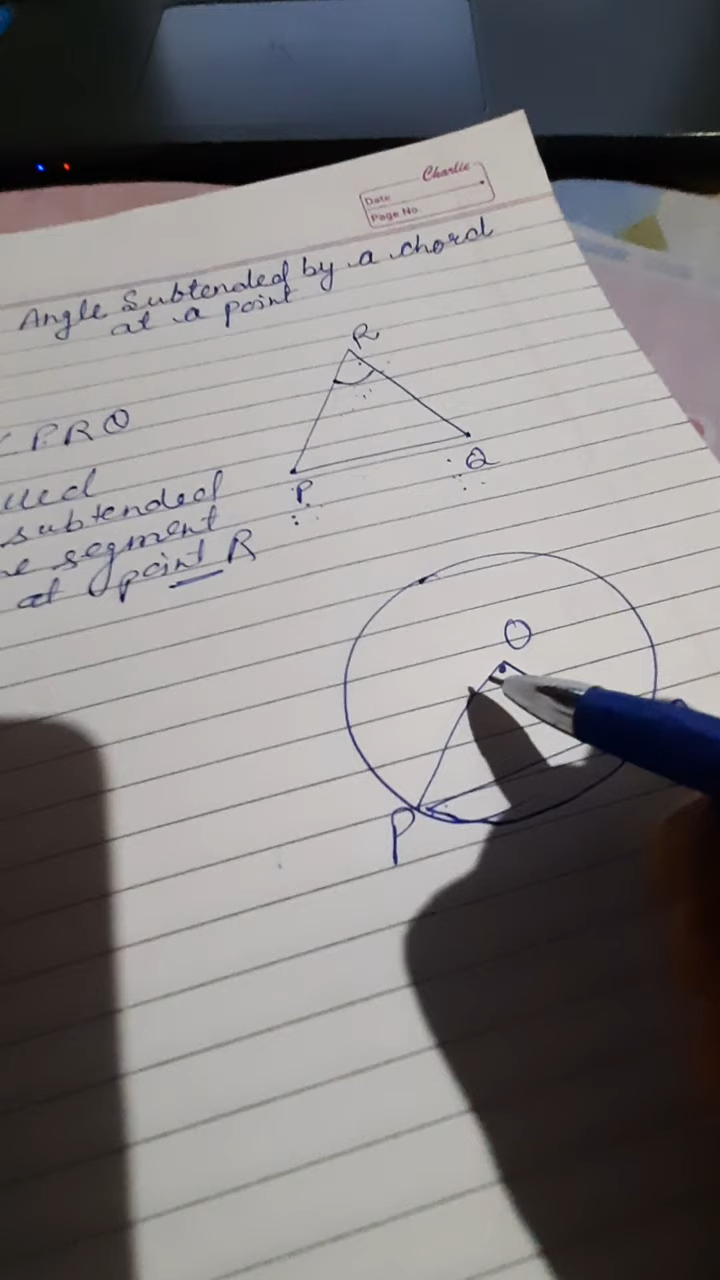 Charlie
Date
Page No.
Angle Subtended by a chord
at a point
R
∠PRQ
P
Q
subtended
segment
at point R
O
P